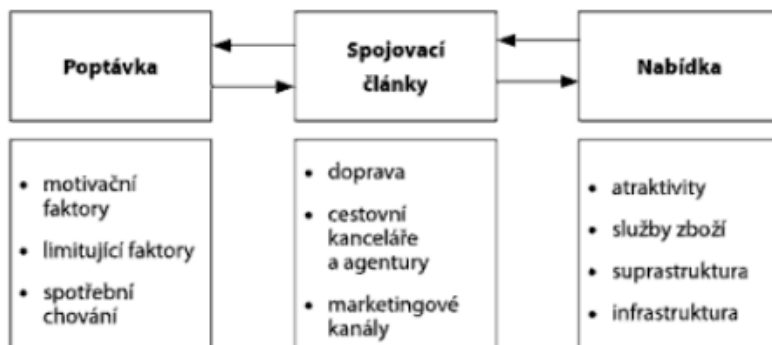 Poptávka
Spojovací
články
Nabídka
• motivační
faktory
• limitující faktory
• spotřební
chování
• doprava
• cestovní
kanceláře
a agentury
• marketingové
kanály
• atraktivity
• služby zboží
• suprastruktura
• infrastruktura